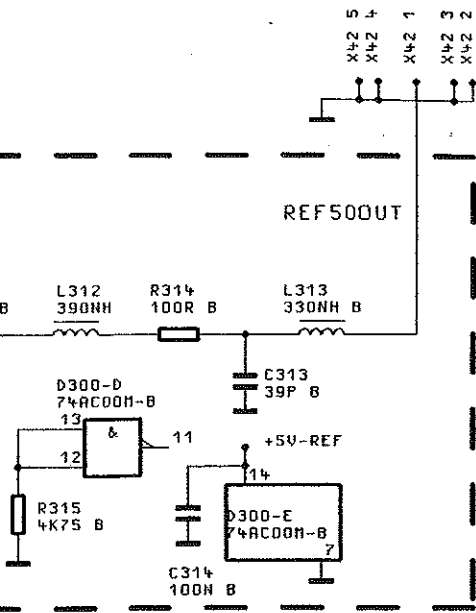 X42 5
X42 4
X42 1
X42 3
X42 2
REF50OUT
B
L312
390NH
R314
100R B
L313
330NH B
C313
39P B
D300-D
74AC00M-B
13
&
12
11
+5V-REF
14
R315
4K75 B
D300-E
74AC00M-B
7
C314
100N B